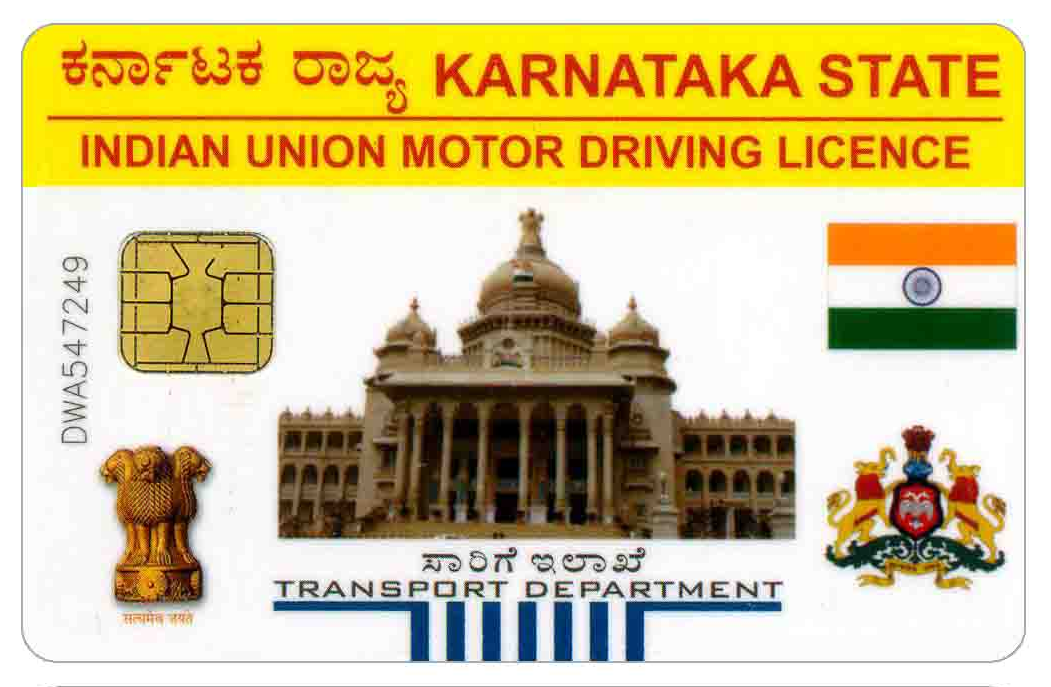 ಕರ್ನಾಟಕ ರಾಜ್ಯ KARNATAKA STATE
INDIAN UNION MOTOR DRIVING LICENCE
DWA547249
सत्यमेव जयते
ಸಾರಿಗೆ ಇಲಾಖೆ
TRANSPORT DEPARTMENT